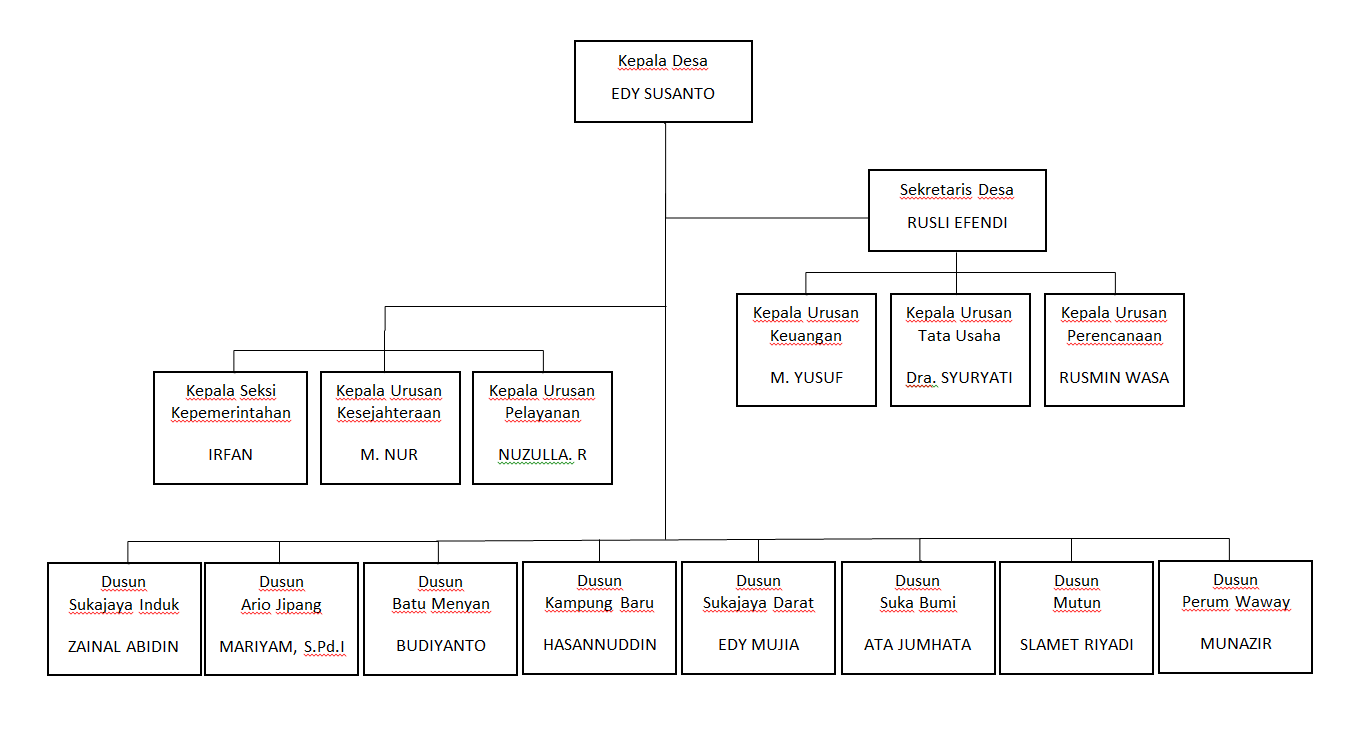 Kepala Desa
EDY SUSANTO
Sekretaris Desa
RUSLI EFENDI
Kepala Urusan
Keuangan
M. YUSUF
Kepala Urusan
Tata Usaha
Dra. SYURYATI
Kepala Urusan
Perencanaan
RUSMIN WASA
Kepala Seksi
Kepemerintahan
IRFAN
Kepala Urusan
Kesejahteraan
M. NUR
Kepala Urusan
Pelayanan
NUZULLA. R
Dusun
Sukajaya Induk
ZAINAL ABIDIN
Dusun
Ario Jipang
MARIYAM, S.Pd.I
Dusun
Batu Menyan
BUDIYANTO
Dusun
Kampung Baru
HASANNUDDIN
Dusun
Sukajaya Darat
EDY MUJIA
Dusun
Suka Bumi
ATA JUMHATA
Dusun
Mutun
SLAMET RIYADI
Dusun
Perum Waway
MUNAZIR